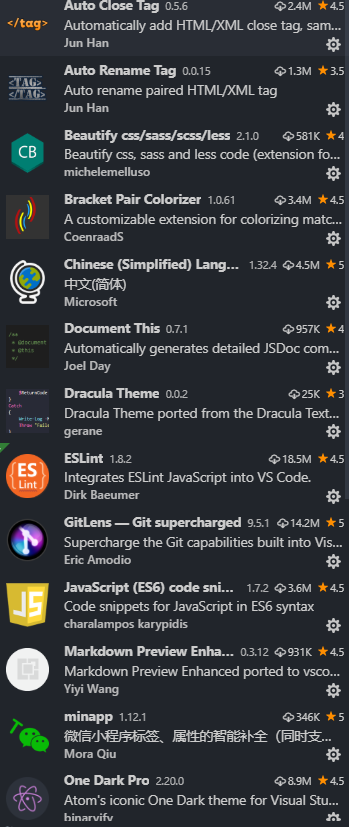 </tag> Auto Close Tag 0.5.6 2.4M 4.5
Automatically add HTML/XML close tag, sam...
Jun Han
<TAG> Auto Rename Tag 0.0.15 1.3M 3.5
</TAG> Auto rename paired HTML/XML tag
Jun Han
Beautify css/sass/scss/less 2.1.0 581K 4
CB Beautify css, sass and less code (extension fo...
michelemelluso
Bracket Pair Colorizer 1.0.61 3.4M 4.5
A customizable extension for colorizing matc...
CoenraadS
Chinese (Simplified) Lang... 1.32.4 4.5M 5
中文(简体)
Microsoft
Document This 0.7.1 957K 4
Automatically generates detailed JSDoc com...
Joel Day
Dracula Theme 0.0.2 25K 3
Dracula Theme ported from the Dracula Text...
gerane
ESLint 1.8.2 18.5M 4.5
ES Lint Integrates ESLint JavaScript into VS Code.
Dirk Baeumer
GitLens — Git supercharged 9.5.1 14.2M 5
Supercharge the Git capabilities built into Vis...
Eric Amodio
JavaScript (ES6) code sni... 1.7.2 3.6M 4.5
JS Code snippets for JavaScript in ES6 syntax
charalampos karypidis
Markdown Preview Enha... 0.3.12 931K 4.5
Markdown Preview Enhanced ported to vsco...
Yiyi Wang
minapp 1.12.1 346K 5
微信小程序标签、属性的智能补全（同时支...
Mora Qiu
One Dark Pro 2.20.0 8.9M 4.5
Atom's iconic One Dark theme for Visual Stu...
binaryify